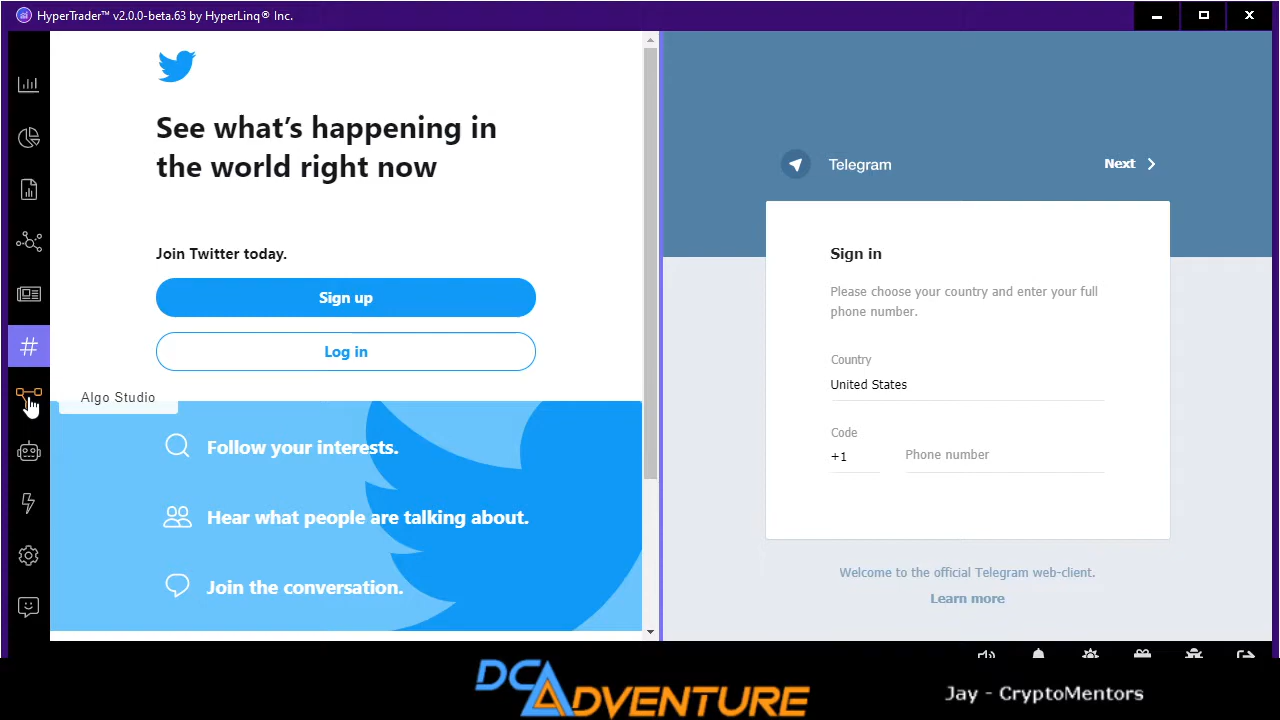 HyperTrader™ v2.0.0-beta.63 by HyperLinq® Inc.
See what's happening in
the world right now
Join Twitter today.
Sign up
Log in
Algo Studio
Follow your interests.
Hear what people are talking about.
Join the conversation.
Telegram
Next
Sign in
Please choose your country and enter your full
phone number.
Country
United States
Code
+1
Phone number
Welcome to the official Telegram web-client.
Learn more
DCADVENTURE
Jay - CryptoMentors